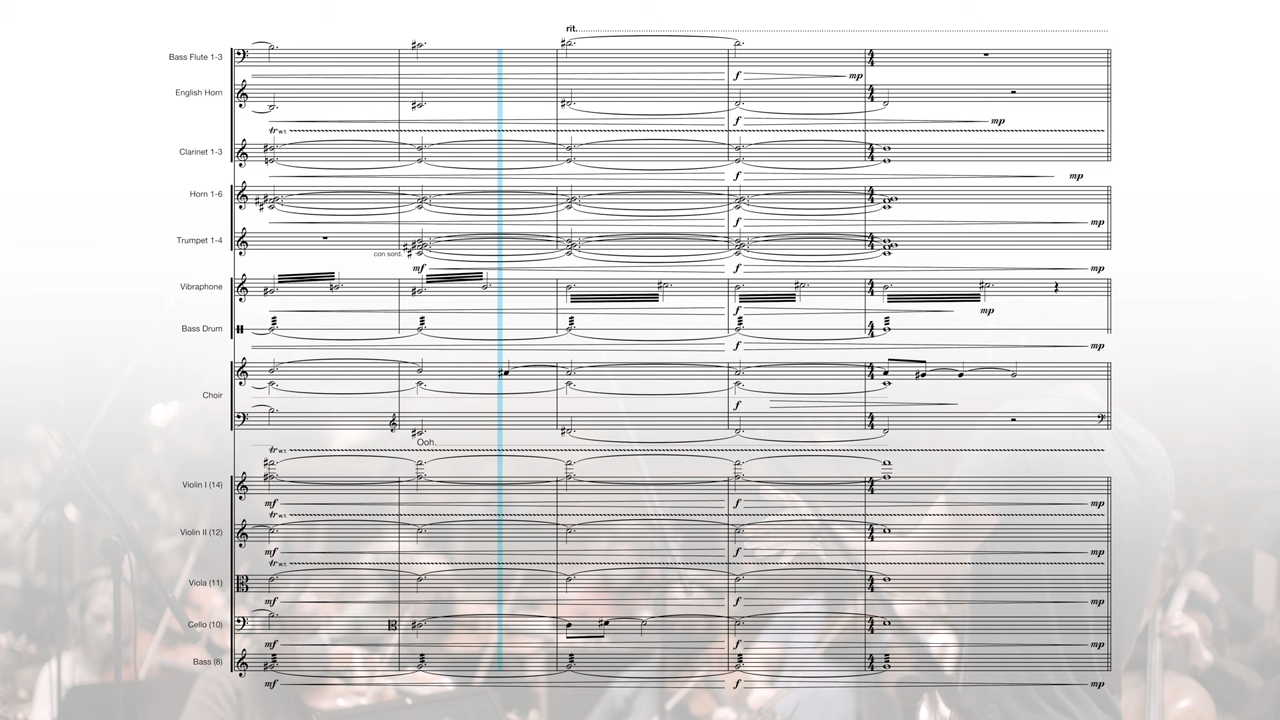 rit.
Bass Flute 1-3
f mp
English Horn
f mp
tr w.t.
Clarinet 1-3
f mp
Horn 1-6
f mp
Trumpet 1-4
con sord.
mf f mp
Vibraphone
f mp
Bass Drum
f mp
Choir
f
Ooh.
tr w.t.
Violin I (14)
mf f mp
tr w.t.
Violin II (12)
mf f mp
tr w.t.
Viola (11)
mf f mp
Cello (10)
mf f mp
Bass (8)
mf f mp